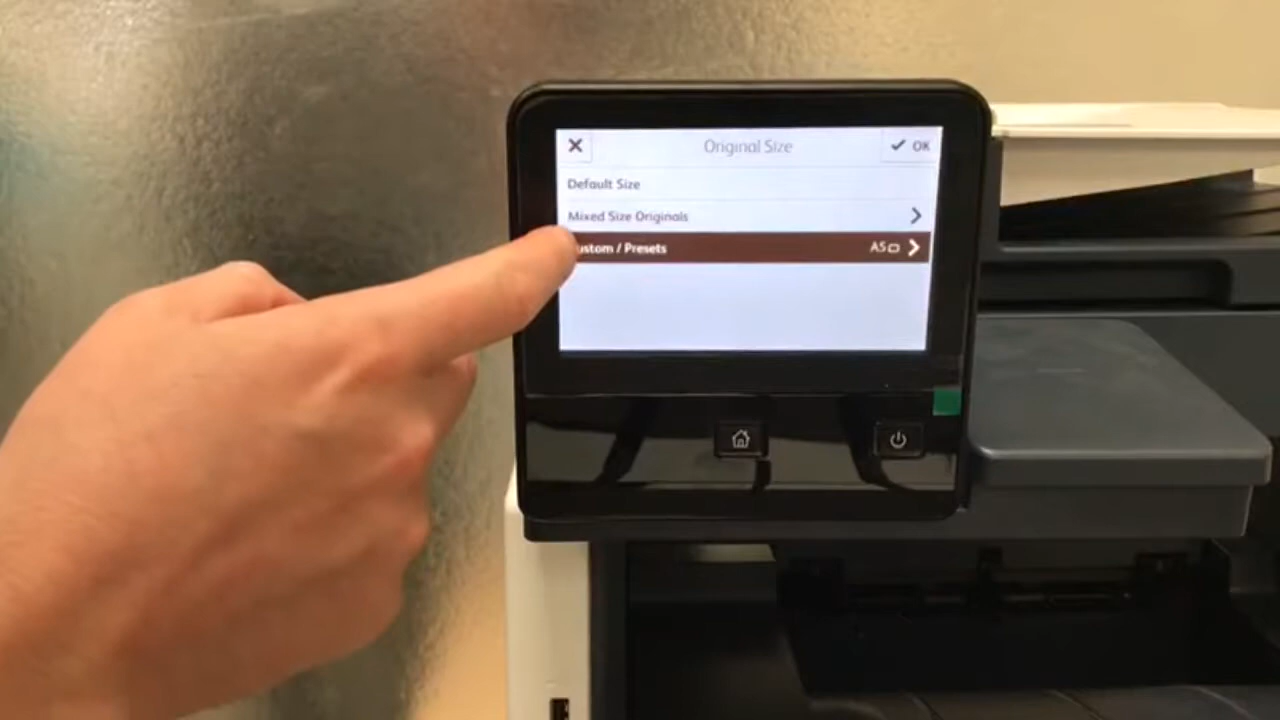 Original Size
OK
Default Size
Mixed Size Originals
ustom / Presets A5